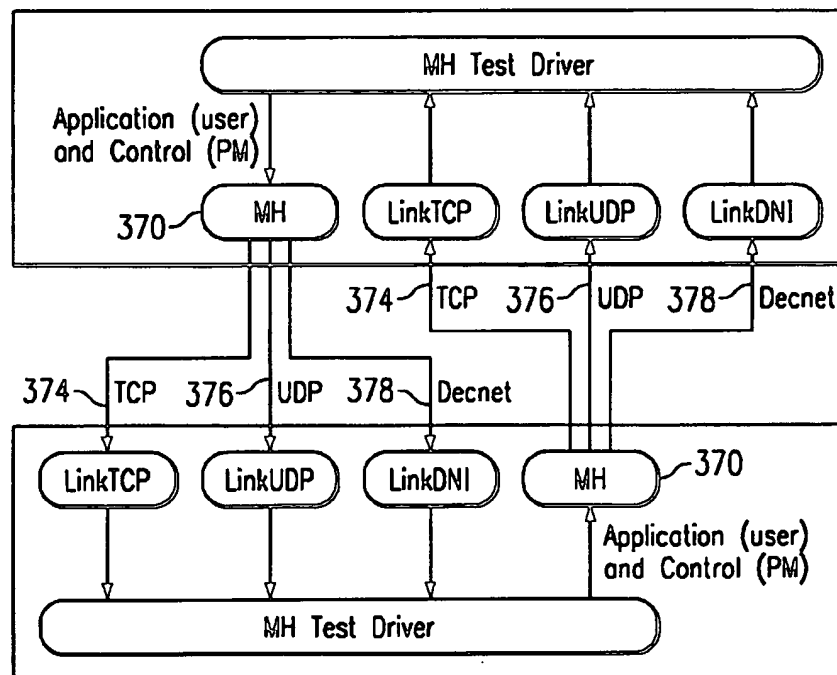 MH Test Driver
Application (user)
and Control (PM)
370
MH
LinkTCP
LinkUDP
LinkDNI
374
TCP
376
UDP
378
Decnet
374
TCP
376
UDP
378
Decnet
LinkTCP
LinkUDP
LinkDNI
MH
370
Application (user)
and Control (PM)
MH Test Driver